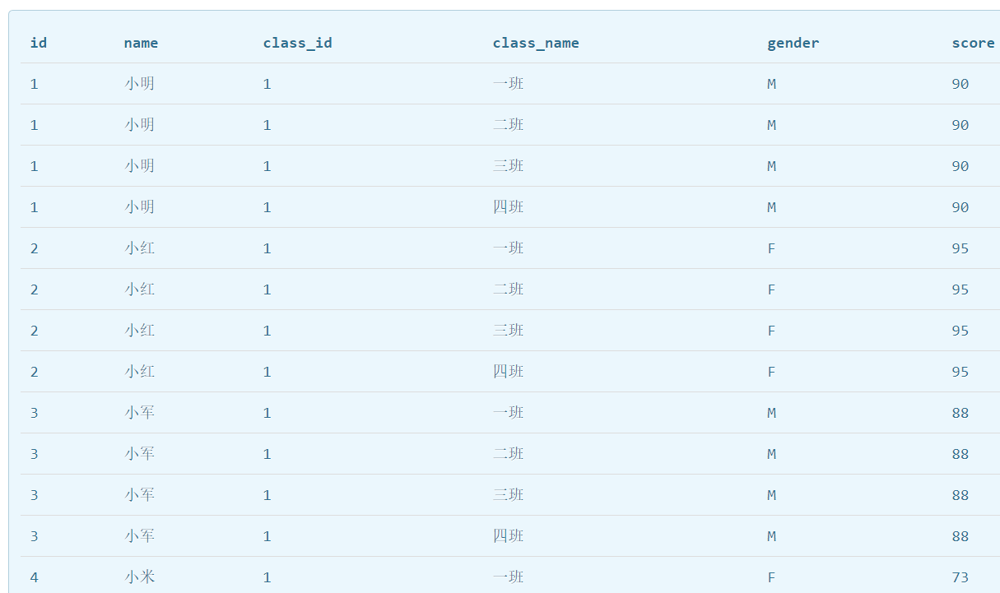 id name class_id class_name gender score
1 小明 1 一班 M 90
1 小明 1 二班 M 90
1 小明 1 三班 M 90
1 小明 1 四班 M 90
2 小红 1 一班 F 95
2 小红 1 二班 F 95
2 小红 1 三班 F 95
2 小红 1 四班 F 95
3 小军 1 一班 M 88
3 小军 1 二班 M 88
3 小军 1 三班 M 88
3 小军 1 四班 M 88
4 小米 1 一班 F 73